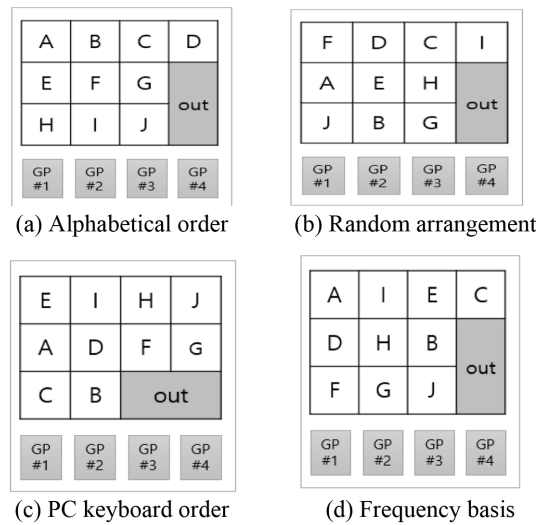 A B C D
E F G
out
H I J
GP #1 GP #2 GP #3 GP #4
(a) Alphabetical order
F D C I
A E H
out
J B G
GP #1 GP #2 GP #3 GP #4
(b) Random arrangement
E I H J
A D F G
C B out
GP #1 GP #2 GP #3 GP #4
(c) PC keyboard order
A I E C
D H B
out
F G J
GP #1 GP #2 GP #3 GP #4
(d) Frequency basis